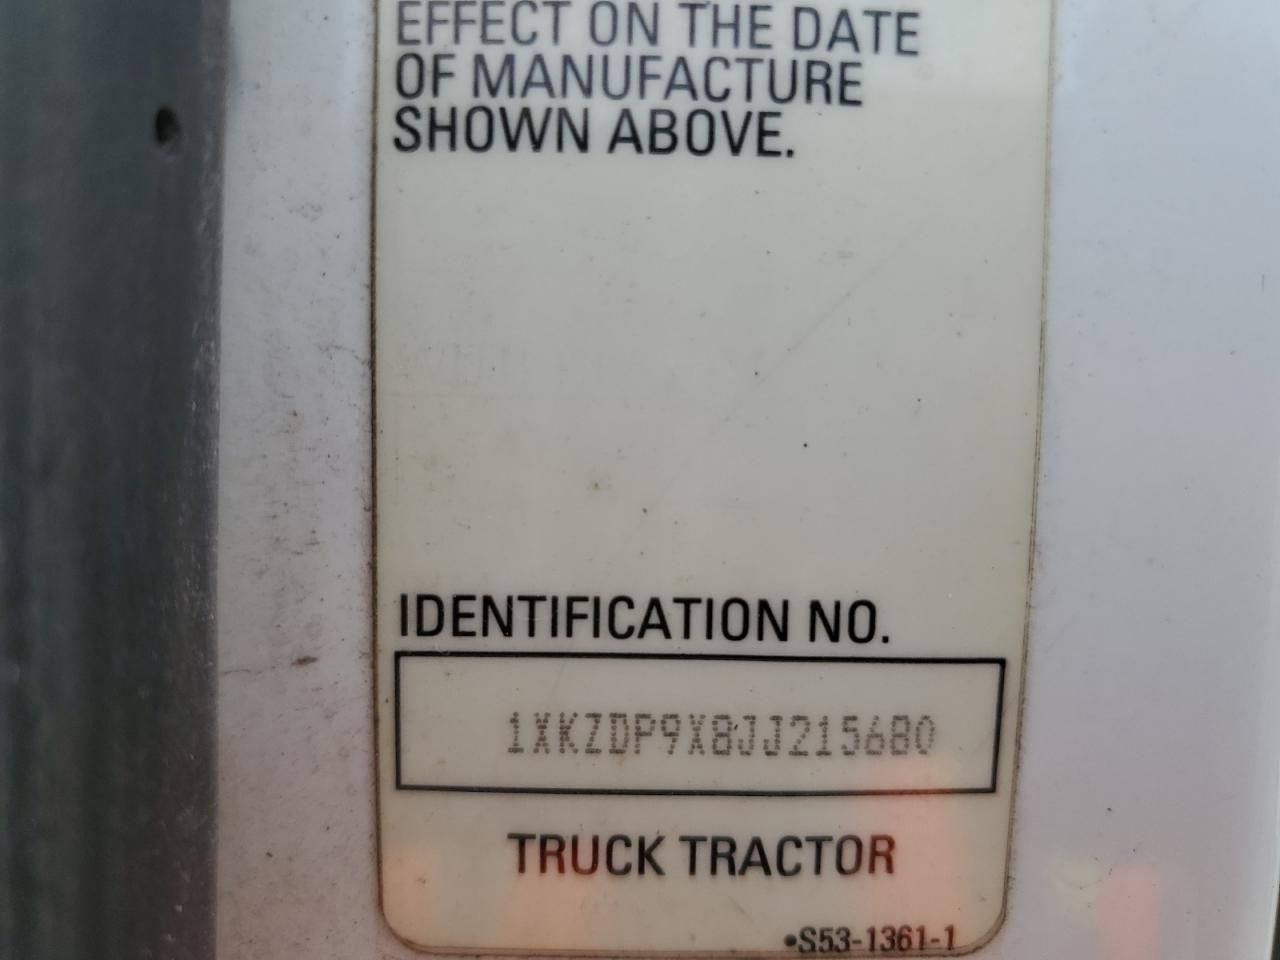 EFFECT ON THE DATE
OF MANUFACTURE
SHOWN ABOVE.
IDENTIFICATION NO.
1XKZDP9X8JJ215680
TRUCK TRACTOR
•S53-1361-1